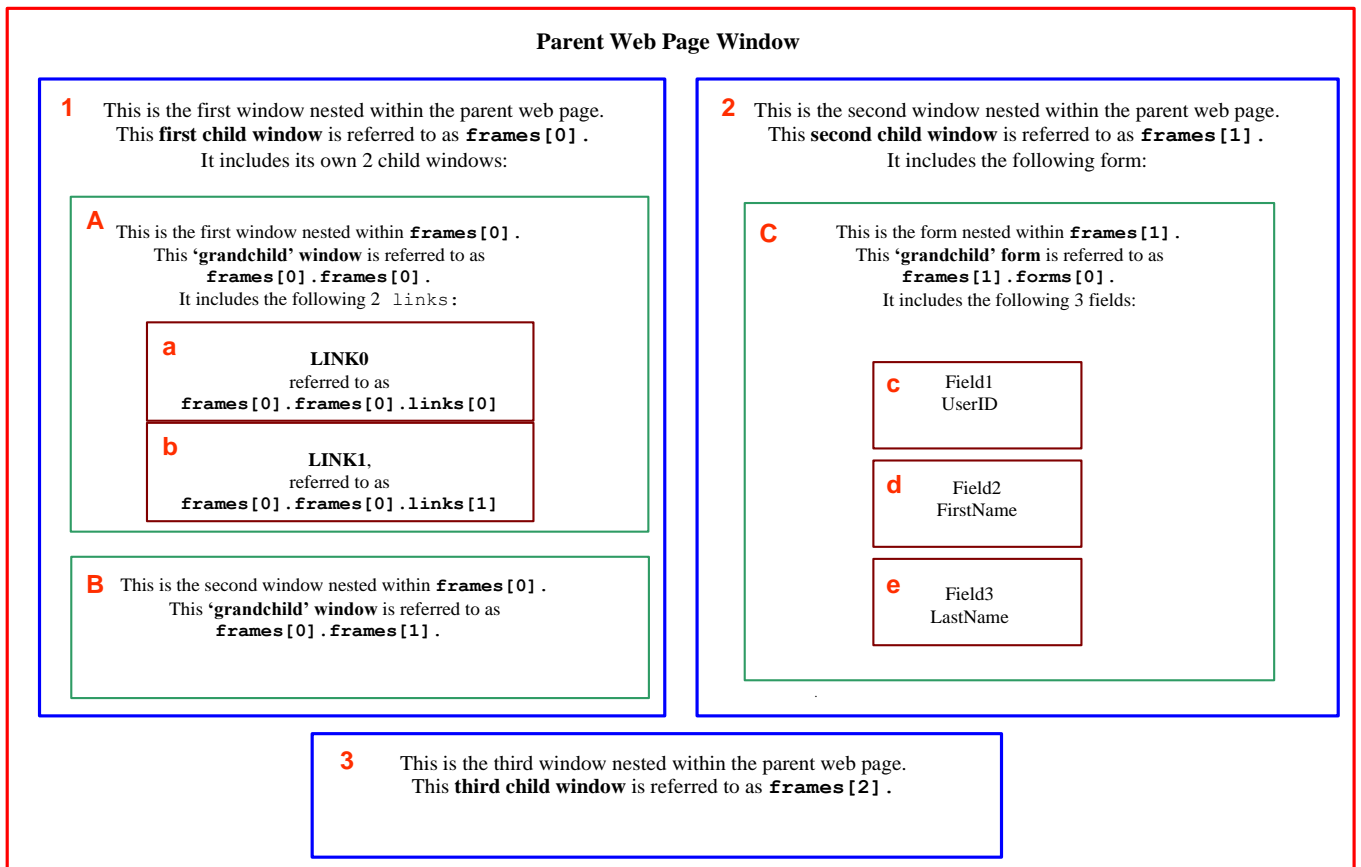 Parent Web Page Window
1 This is the first window nested within the parent web page.
This first child window is referred to as frames[0].
It includes its own 2 child windows:
A This is the first window nested within frames[0].
This ‘grandchild’ window is referred to as
frames[0].frames[0].
It includes the following 2 links:
a
LINK0
referred to as
frames[0].frames[0].links[0]
b
LINK1,
referred to as
frames[0].frames[0].links[1]
B This is the second window nested within frames[0].
This ‘grandchild’ window is referred to as
frames[0].frames[1].
2 This is the second window nested within the parent web page.
This second child window is referred to as frames[1].
It includes the following form:
C This is the form nested within frames[1].
This ‘grandchild’ form is referred to as
frames[1].forms[0].
It includes the following 3 fields:
c Field1
UserID
d Field2
FirstName
e Field3
LastName
.
3 This is the third window nested within the parent web page.
This third child window is referred to as frames[2].